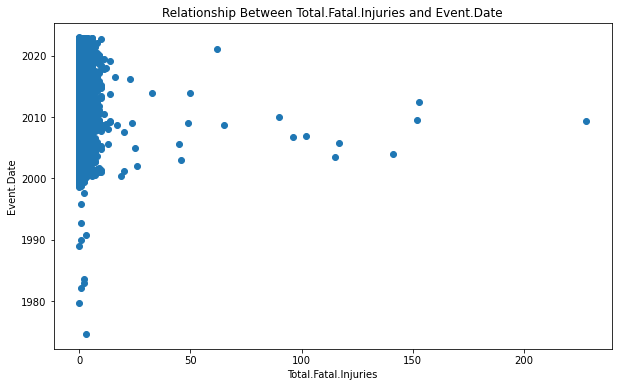 Relationship Between Total.Fatal.Injuries and Event.Date
2020
2010
2000
1990
1980
Event.Date
0 50 100 150 200
Total.Fatal.Injuries